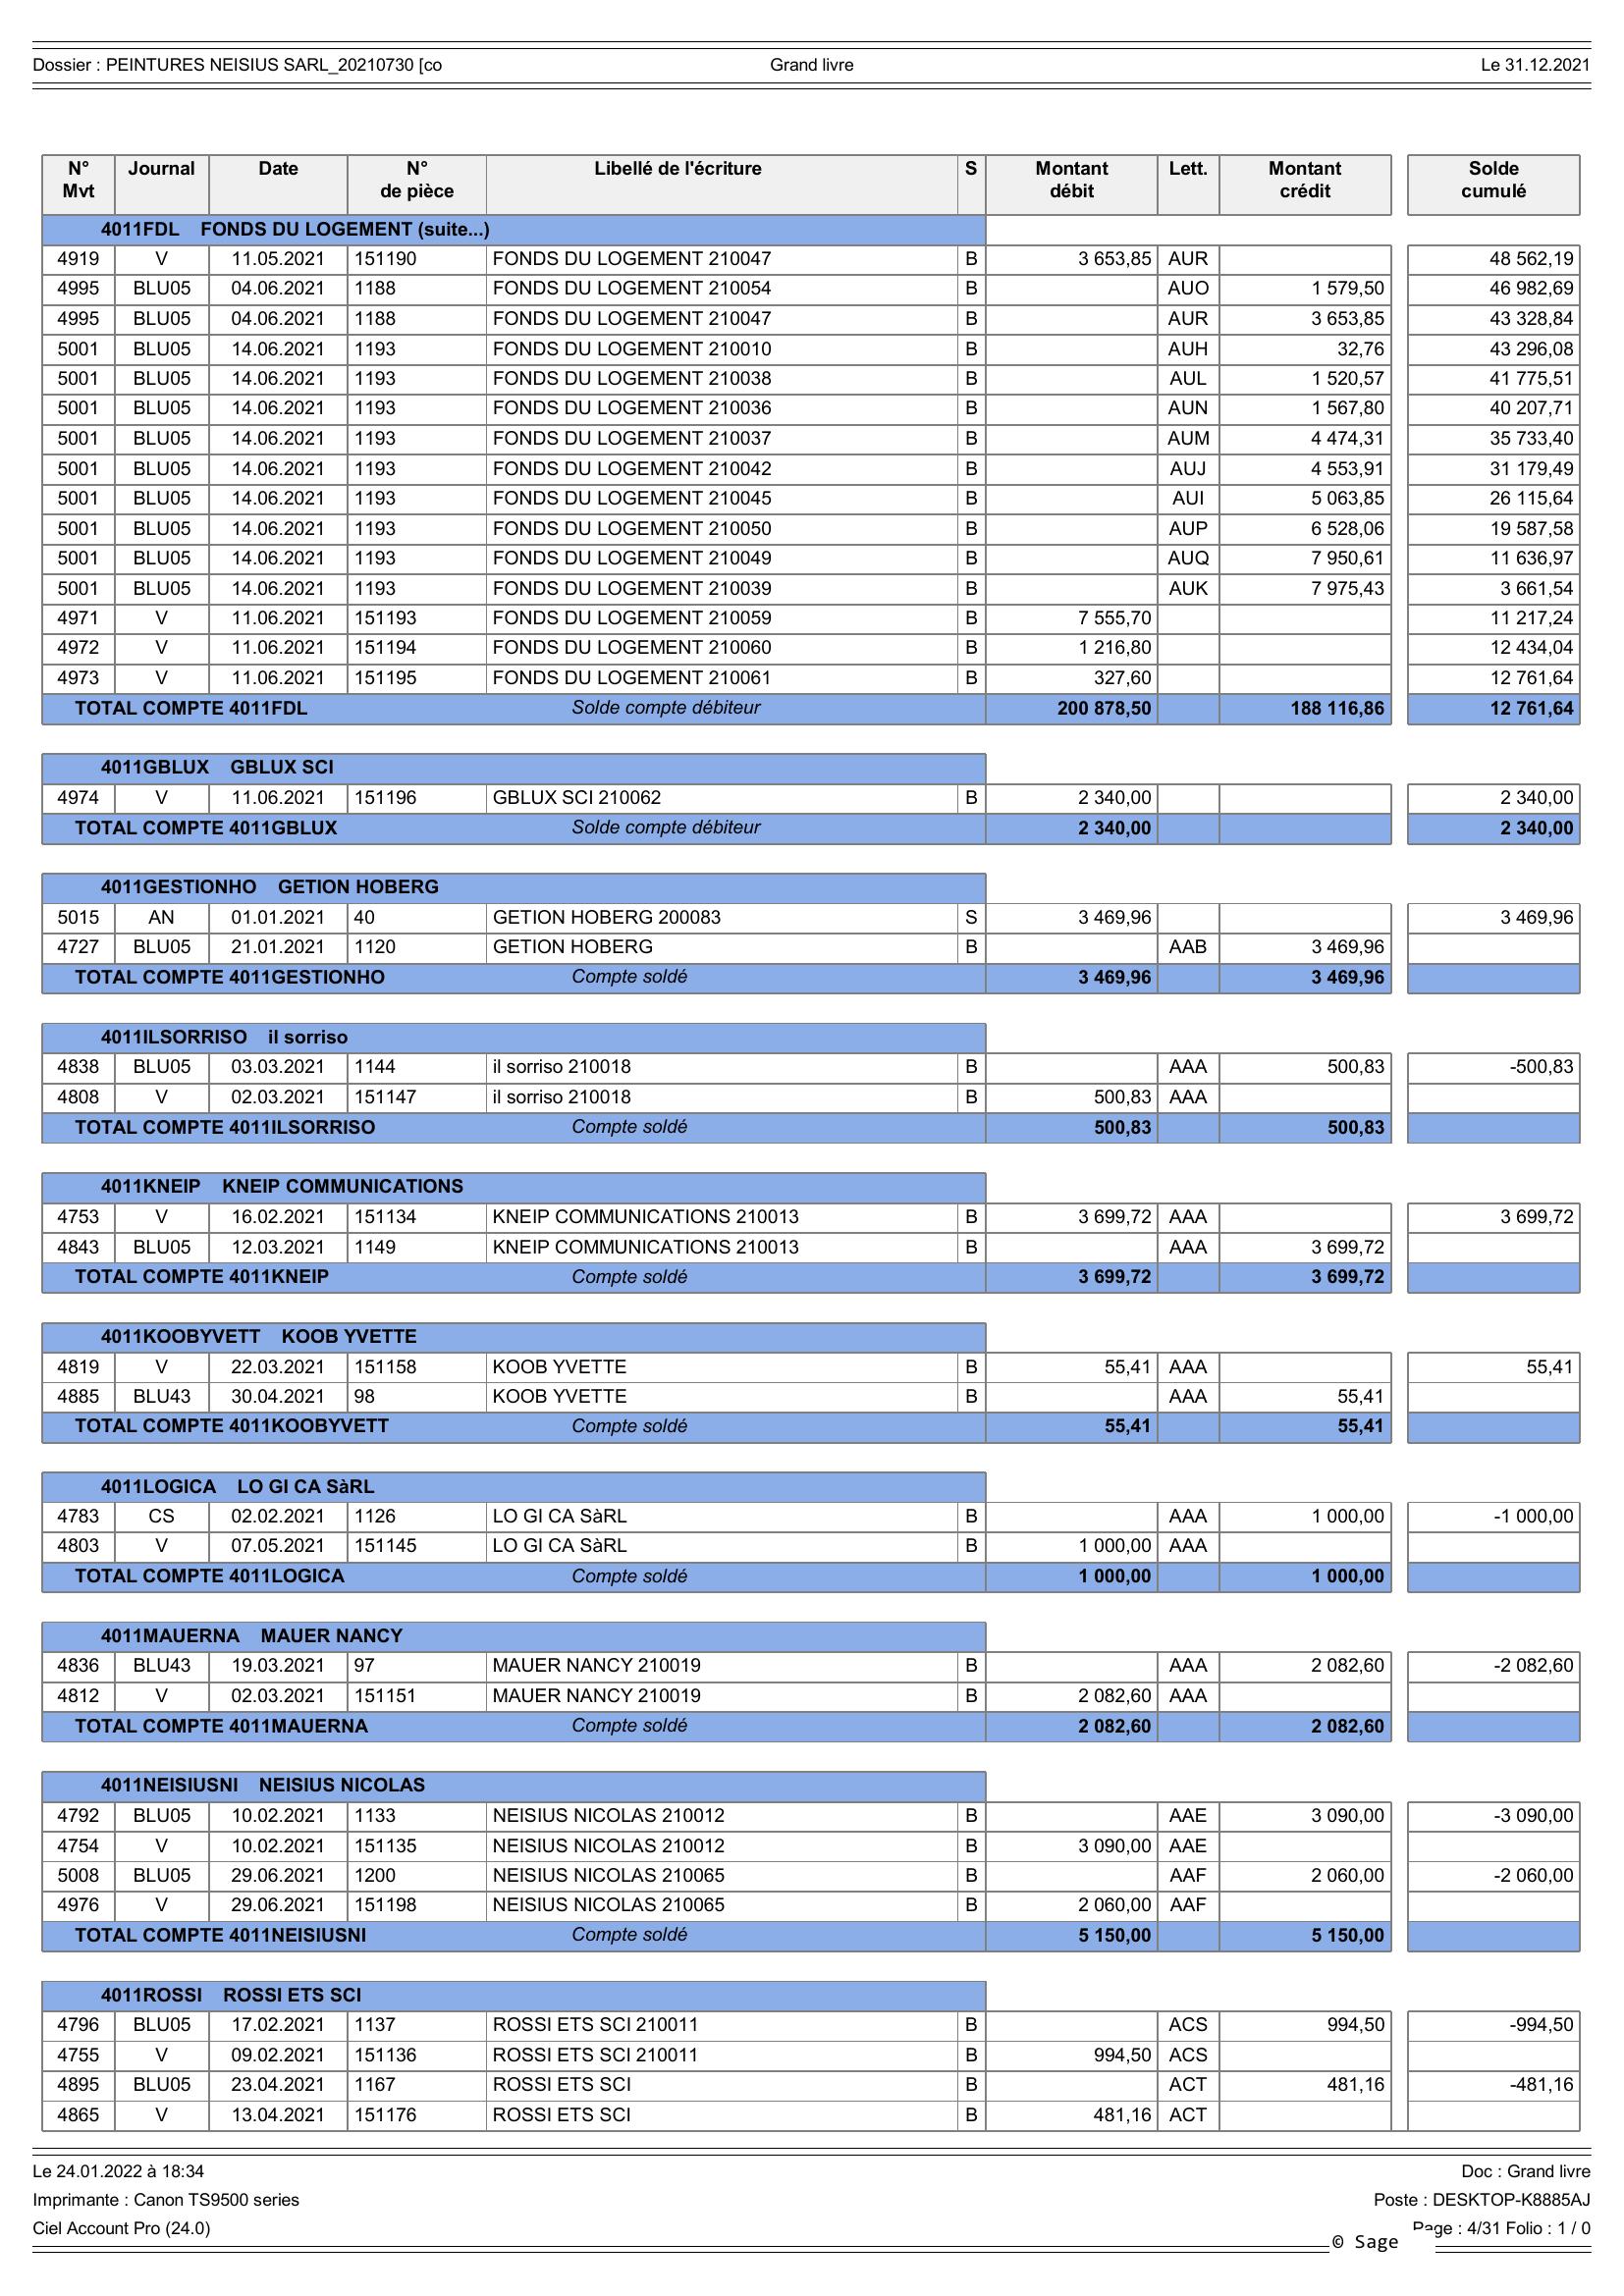 Dossier : PEINTURES NEISIUS SARL_20210730 [co Grand livre Le 31.12.2021
N° Mvt Journal Date N° de pièce Libellé de l'écriture S Montant débit Lett. Montant crédit Solde cumulé
4011FDL FONDS DU LOGEMENT (suite...)
4919 V 11.05.2021 151190 FONDS DU LOGEMENT 210047 B 3 653,85 AUR 48 562,19
4995 BLU05 04.06.2021 1188 FONDS DU LOGEMENT 210054 B AUO 1 579,50 46 982,69
4995 BLU05 04.06.2021 1188 FONDS DU LOGEMENT 210047 B AUR 3 653,85 43 328,84
5001 BLU05 14.06.2021 1193 FONDS DU LOGEMENT 210010 B AUH 32,76 43 296,08
5001 BLU05 14.06.2021 1193 FONDS DU LOGEMENT 210038 B AUL 1 520,57 41 775,51
5001 BLU05 14.06.2021 1193 FONDS DU LOGEMENT 210036 B AUN 1 567,80 40 207,71
5001 BLU05 14.06.2021 1193 FONDS DU LOGEMENT 210037 B AUM 4 474,31 35 733,40
5001 BLU05 14.06.2021 1193 FONDS DU LOGEMENT 210042 B AUJ 4 553,91 31 179,49
5001 BLU05 14.06.2021 1193 FONDS DU LOGEMENT 210045 B AUI 5 063,85 26 115,64
5001 BLU05 14.06.2021 1193 FONDS DU LOGEMENT 210050 B AUP 6 528,06 19 587,58
5001 BLU05 14.06.2021 1193 FONDS DU LOGEMENT 210049 B AUQ 7 950,61 11 636,97
5001 BLU05 14.06.2021 1193 FONDS DU LOGEMENT 210039 B AUK 7 975,43 3 661,54
4971 V 11.06.2021 151193 FONDS DU LOGEMENT 210059 B 7 555,70 11 217,24
4972 V 11.06.2021 151194 FONDS DU LOGEMENT 210060 B 1 216,80 12 434,04
4973 V 11.06.2021 151195 FONDS DU LOGEMENT 210061 B 327,60 12 761,64
TOTAL COMPTE 4011FDL Solde compte débiteur 200 878,50 188 116,86 12 761,64
4011GBLUX GBLUX SCI
4974 V 11.06.2021 151196 GBLUX SCI 210062 B 2 340,00 2 340,00
TOTAL COMPTE 4011GBLUX Solde compte débiteur 2 340,00 2 340,00
4011GESTIONHO GETION HOBERG
5015 AN 01.01.2021 40 GETION HOBERG 200083 S 3 469,96 3 469,96
4727 BLU05 21.01.2021 1120 GETION HOBERG B AAB 3 469,96
TOTAL COMPTE 4011GESTIONHO Compte soldé 3 469,96 3 469,96
4011ILSORRISO il sorriso
4838 BLU05 03.03.2021 1144 il sorriso 210018 B AAA 500,83 -500,83
4808 V 02.03.2021 151147 il sorriso 210018 B 500,83 AAA
TOTAL COMPTE 4011ILSORRISO Compte soldé 500,83 500,83
4011KNEIP KNEIP COMMUNICATIONS
4753 V 16.02.2021 151134 KNEIP COMMUNICATIONS 210013 B 3 699,72 AAA 3 699,72
4843 BLU05 12.03.2021 1149 KNEIP COMMUNICATIONS 210013 B AAA 3 699,72
TOTAL COMPTE 4011KNEIP Compte soldé 3 699,72 3 699,72
4011KOOBYVETT KOOB YVETTE
4819 V 22.03.2021 151158 KOOB YVETTE B 55,41 AAA 55,41
4885 BLU43 30.04.2021 98 KOOB YVETTE B AAA 55,41
TOTAL COMPTE 4011KOOBYVETT Compte soldé 55,41 55,41
4011LOGICA LO GI CA SàRL
4783 CS 02.02.2021 1126 LO GI CA SàRL B AAA 1 000,00 -1 000,00
4803 V 07.05.2021 151145 LO GI CA SàRL B 1 000,00 AAA
TOTAL COMPTE 4011LOGICA Compte soldé 1 000,00 1 000,00
4011MAUERNA MAUER NANCY
4836 BLU43 19.03.2021 97 MAUER NANCY 210019 B AAA 2 082,60 -2 082,60
4812 V 02.03.2021 151151 MAUER NANCY 210019 B 2 082,60 AAA
TOTAL COMPTE 4011MAUERNA Compte soldé 2 082,60 2 082,60
4011NEISIUSNI NEISIUS NICOLAS
4792 BLU05 10.02.2021 1133 NEISIUS NICOLAS 210012 B AAE 3 090,00 -3 090,00
4754 V 10.02.2021 151135 NEISIUS NICOLAS 210012 B 3 090,00 AAE
5008 BLU05 29.06.2021 1200 NEISIUS NICOLAS 210065 B AAF 2 060,00 -2 060,00
4976 V 29.06.2021 151198 NEISIUS NICOLAS 210065 B 2 060,00 AAF
TOTAL COMPTE 4011NEISIUSNI Compte soldé 5 150,00 5 150,00
4011ROSSI ROSSI ETS SCI
4796 BLU05 17.02.2021 1137 ROSSI ETS SCI 210011 B ACS 994,50 -994,50
4755 V 09.02.2021 151136 ROSSI ETS SCI 210011 B 994,50 ACS
4895 BLU05 23.04.2021 1167 ROSSI ETS SCI B ACT 481,16 -481,16
4865 V 13.04.2021 151176 ROSSI ETS SCI B 481,16 ACT
Le 24.01.2022 à 18:34 Doc : Grand livre
Imprimante : Canon TS9500 series Poste : DESKTOP-K8885AJ
Ciel Account Pro (24.0) Page : 4/31 Folio : 1 / 0
© Sage